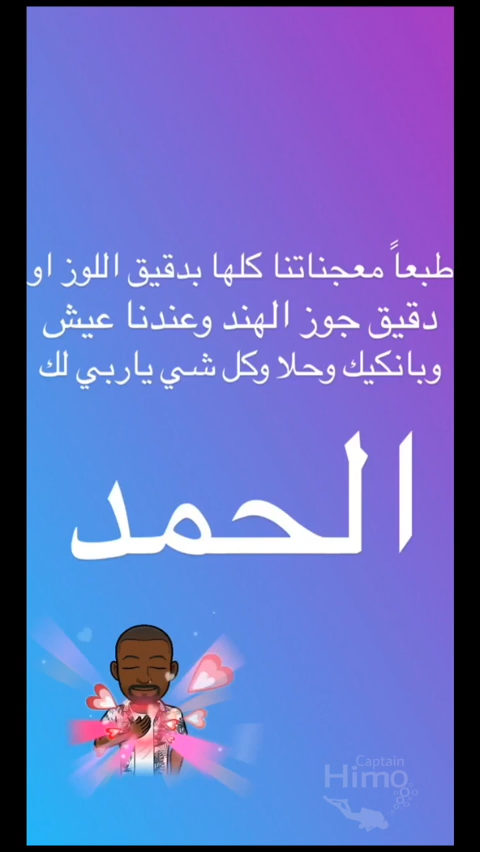 طبعاً معجناتنا كلها بدقيق اللوز او
دقيق جوز الهند وعندنا عيش
وبانكيك وحلا وكل شي ياربي لك
الحمد
Captain
Himo